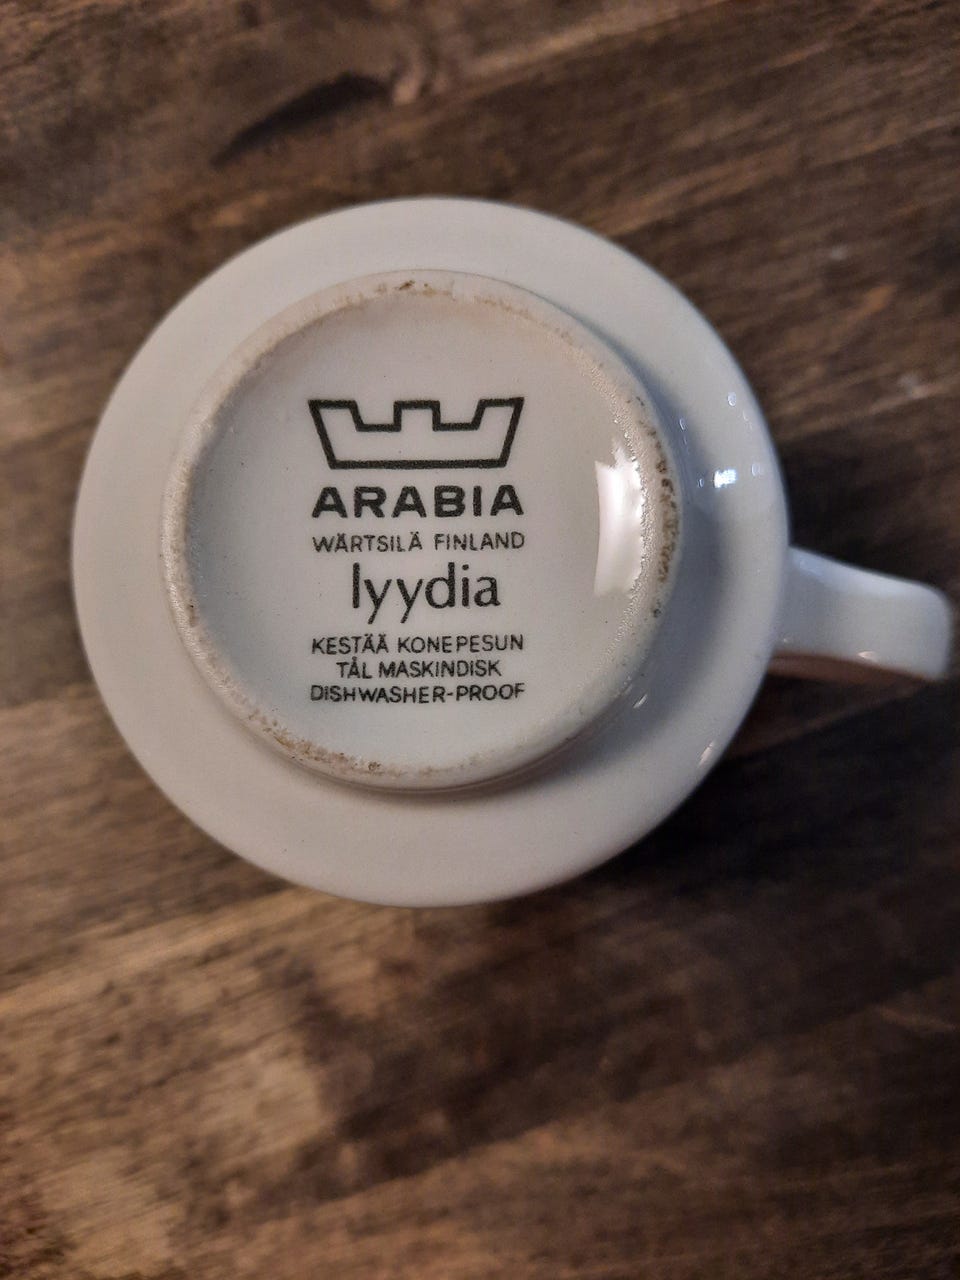 ARABIA
WÄRTSILÄ FINLAND
lyydia
KESTÄÄ KONEPESUN
TÅL MASKINDISK
DISHWASHER-PROOF